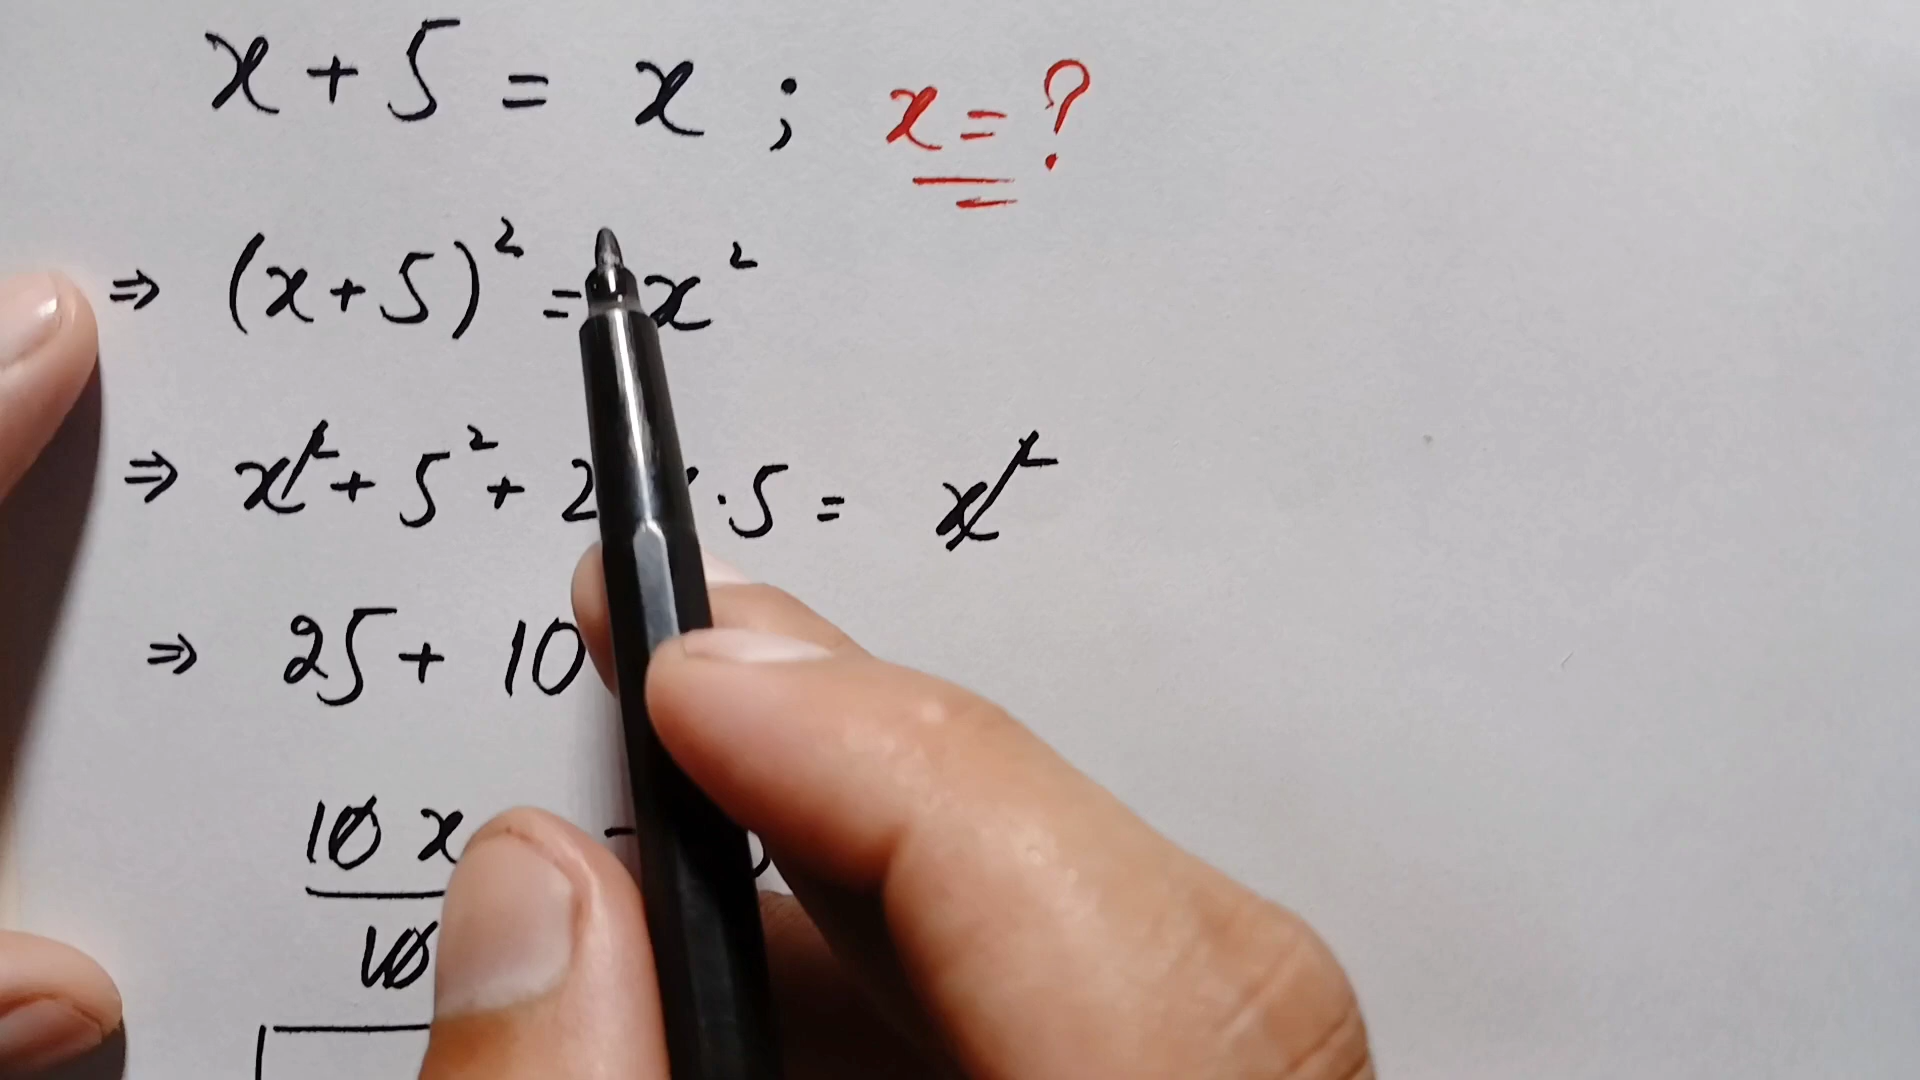 x + 5 = x ; x = ?
⇒ (x + 5)² = x²
⇒ x² + 5² + 2 · 5 = x²
⇒ 25 + 10
10 x -
10